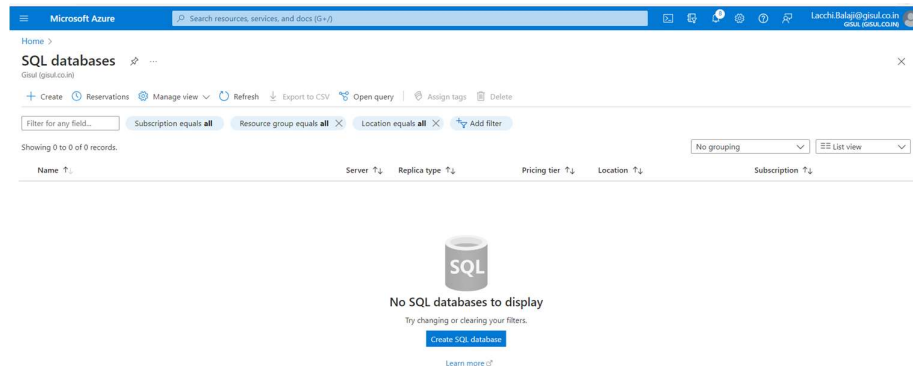 Microsoft Azure
Search resources, services, and docs (G+/)
9
Lacchi.Balaji@gisul.co.in
GISUL (GISUL.CO.IN)
Home >
SQL databases
Gisul (gisul.co.in)
Create Reservations Manage view Refresh Export to CSV Open query Assign tags Delete
Filter for any field... Subscription equals all Resource group equals all Location equals all Add filter
Showing 0 to 0 of 0 records.
No grouping List view
Name Server Replica type Pricing tier Location Subscription
SQL
No SQL databases to display
Try changing or clearing your filters.
Create SQL database
Learn more